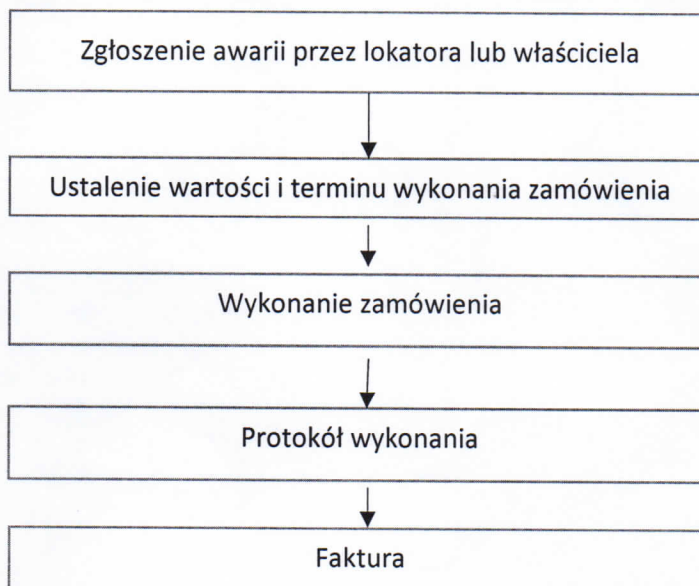 Zgłoszenie awarii przez lokatora lub właściciela
Ustalenie wartości i terminu wykonania zamówienia
Wykonanie zamówienia
Protokół wykonania
Faktura